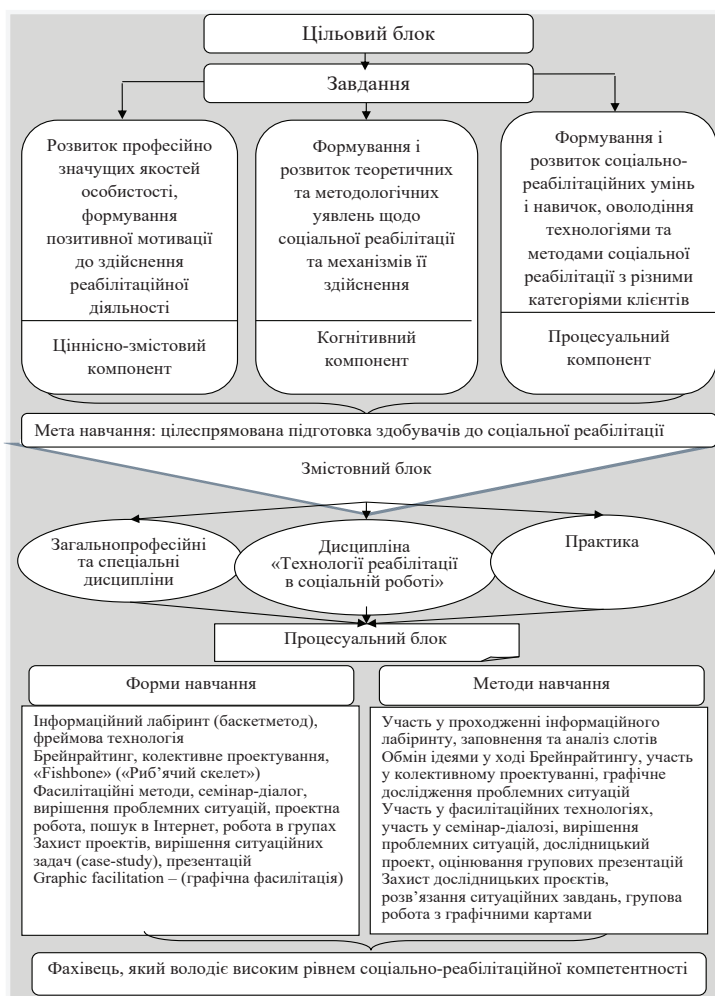 Цільовий блок
Завдання
Розвиток професійно
значущих якостей
особистості,
формування
позитивної мотивації
до здійснення
реабілітаційної
діяльності
Ціннісно-змістовий
компонент
Формування і
розвиток теоретичних
та методологічних
уявлень щодо
соціальної реабілітації
та механізмів її
здійснення
Когнітивний
компонент
Формування і
розвиток соціально-
реабілітаційних умінь
і навичок, оволодіння
технологіями та
методами соціальної
реабілітації з різними
категоріями клієнтів
Процесуальний
компонент
Мета навчання: цілеспрямована підготовка здобувачів до соціальної реабілітації
Змістовний блок
Загальнопрофесійні
та спеціальні
дисципліни
Дисципліна
«Технології реабілітації
в соціальній роботі»
Практика
Процесуальний блок
Форми навчання
Інформаційний лабіринт (баскетметод),
фреймова технологія
Брейнрайтинг, колективне проектування,
«Fishbone» («Риб’ячий скелет»)
Фасилітаційні методи, семінар-діалог,
вирішення проблемних ситуацій, проектна
робота, пошук в Інтернет, робота в групах
Захист проектів, вирішення ситуаційних
задач (case-study), презентацій
Graphic facilitation – (графічна фасилітація)
Методи навчання
Участь у проходженні інформаційного
лабіринту, заповнення та аналіз слотів
Обмін ідеями у ході Брейнрайтингу, участь
у колективному проектуванні, графічне
дослідження проблемних ситуацій
Участь у фасилітаційних технологіях,
участь у семінар-діалозі, вирішення
проблемних ситуацій, дослідницький
проект, оцінювання групових презентацій
Захист дослідницьких проєктів,
розв’язання ситуаційних завдань, групова
робота з графічними картами
Фахівець, який володіє високим рівнем соціально-реабілітаційної компетентності